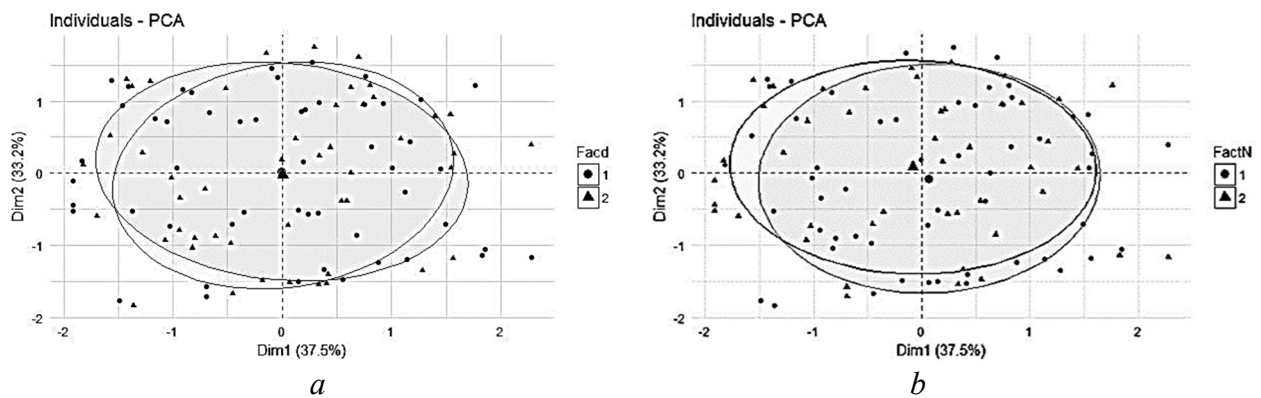 Individuals - PCA
Dim2 (33.2%)
1
0
-1
-2
-2
-1
0
1
2
Dim1 (37.5%)
Facd
1
2
a
Individuals - PCA
Dim2 (33.2%)
1
0
-1
-2
-2
-1
0
1
2
Dim1 (37.5%)
FactN
1
2
b